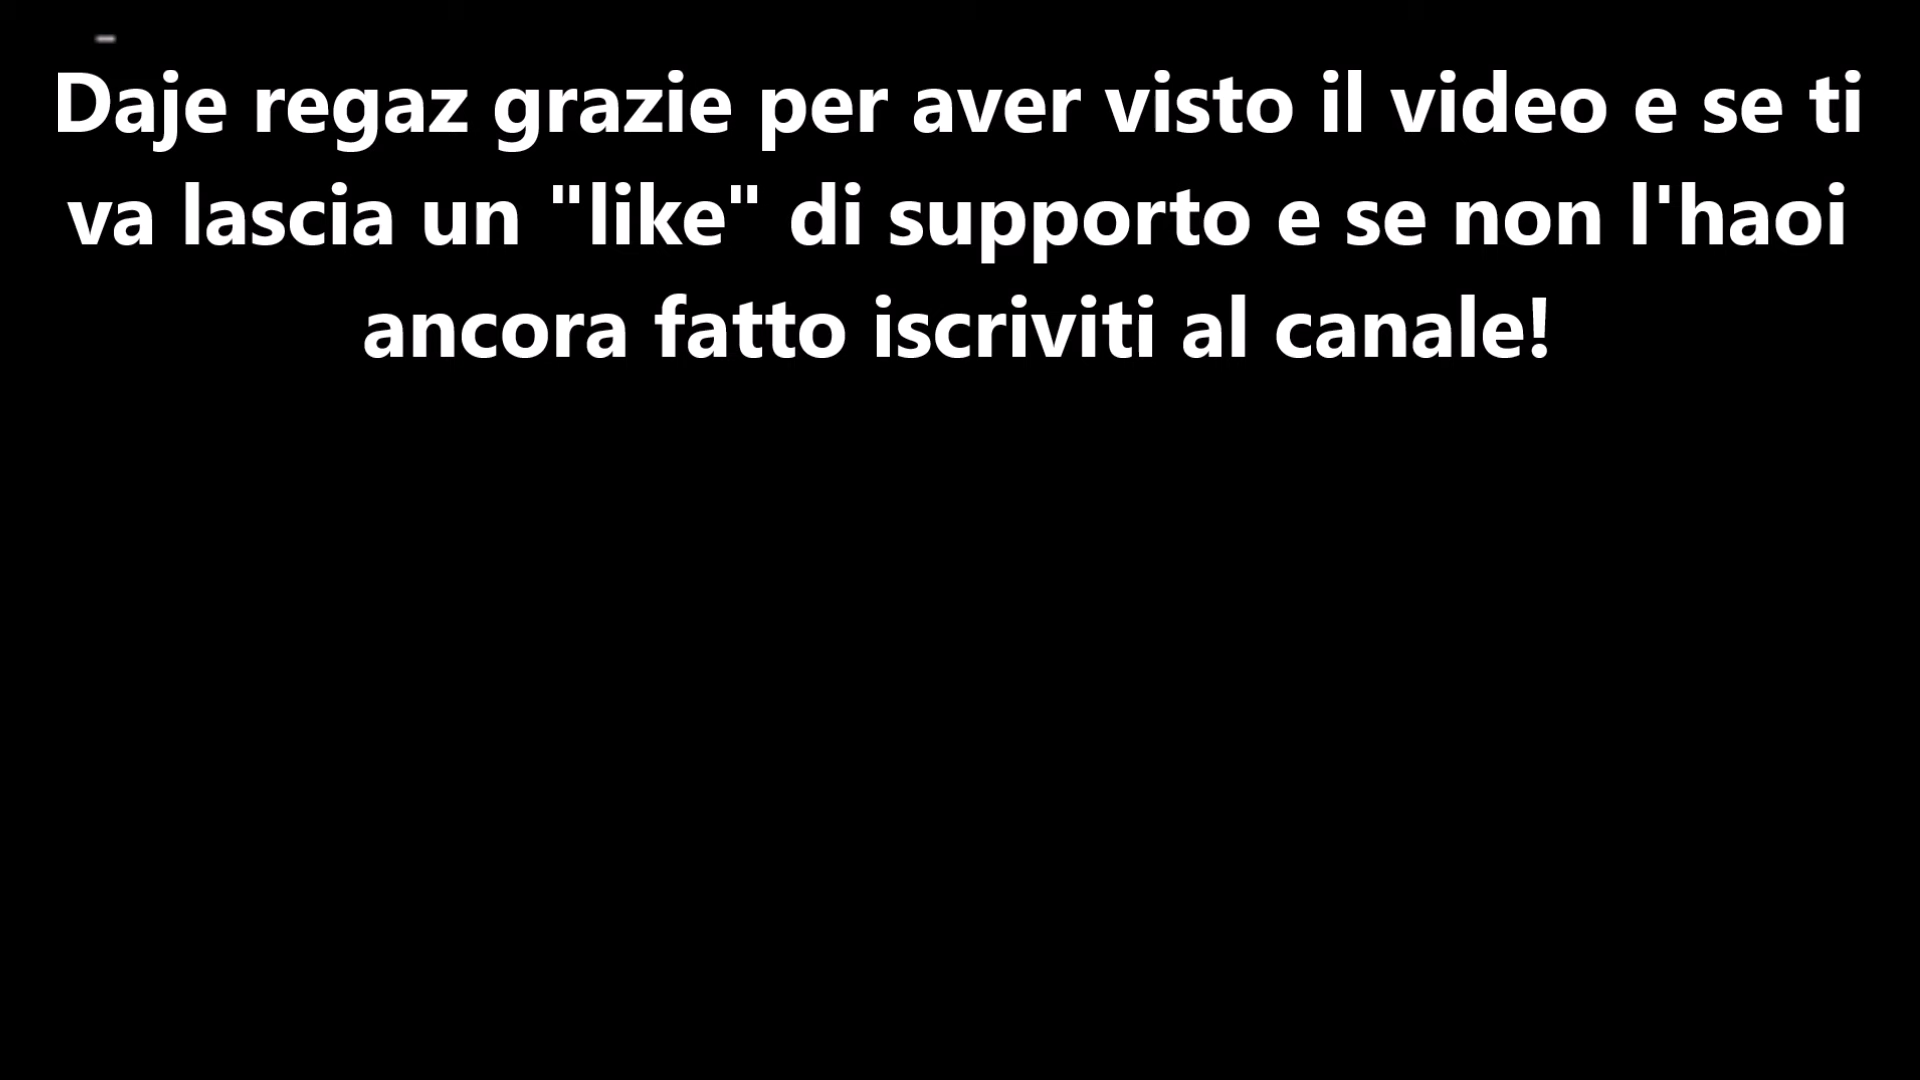 Daje regaz grazie per aver visto il video e se ti
va lascia un "like" di supporto e se non l'haoi
ancora fatto iscriviti al canale!